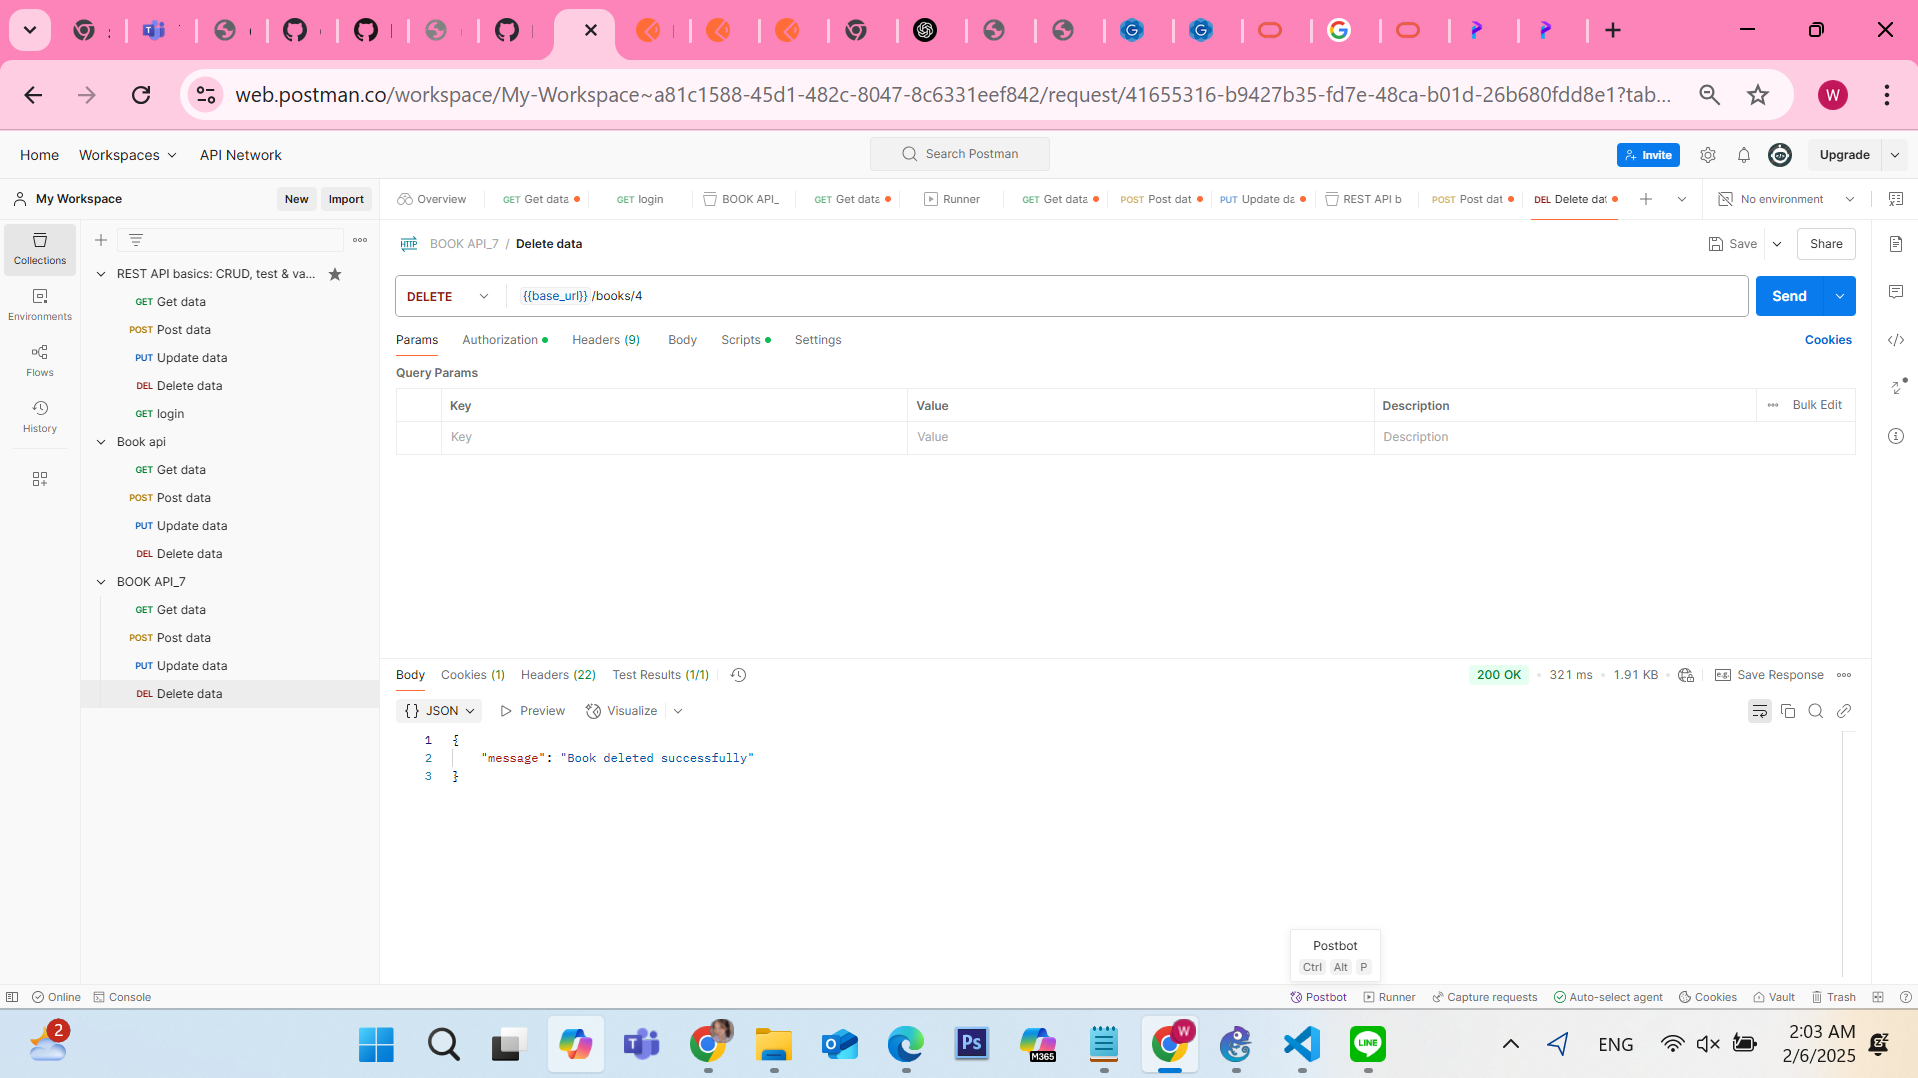 web.postman.co/workspace/My-Workspace~a81c1588-45d1-482c-8047-8c6331eef842/request/41655316-b9427b35-fd7e-48ca-b01d-26b680fdd8e1?tab...
W
Home Workspaces API Network
Search Postman
Invite
Upgrade
My Workspace
New Import
Overview
GET Get data
GET login
BOOK API_
GET Get data
Runner
GET Get data
POST Post dat
PUT Update da
REST API b
POST Post dat
DEL Delete dat
No environment
Collections
Environments
Flows
History
REST API basics: CRUD, test & va...
GET Get data
POST Post data
PUT Update data
DEL Delete data
GET login
Book api
GET Get data
POST Post data
PUT Update data
DEL Delete data
BOOK API_7
GET Get data
POST Post data
PUT Update data
DEL Delete data
HTTP BOOK API_7 / Delete data
Save
Share
DELETE {{base_url}} /books/4
Send
Params Authorization Headers (9) Body Scripts Settings
Cookies
Query Params
Key Value Description Bulk Edit
Key Value Description
Body Cookies (1) Headers (22) Test Results (1/1)
200 OK • 321 ms • 1.91 KB
e.g. Save Response
{} JSON Preview Visualize
1 {
2 "message": "Book deleted successfully"
3 }
Postbot
Ctrl Alt P
Online Console
Postbot Runner Capture requests Auto-select agent Cookies Vault Trash
2
Ps
M365
W
LINE
ENG
2:03 AM
2/6/2025